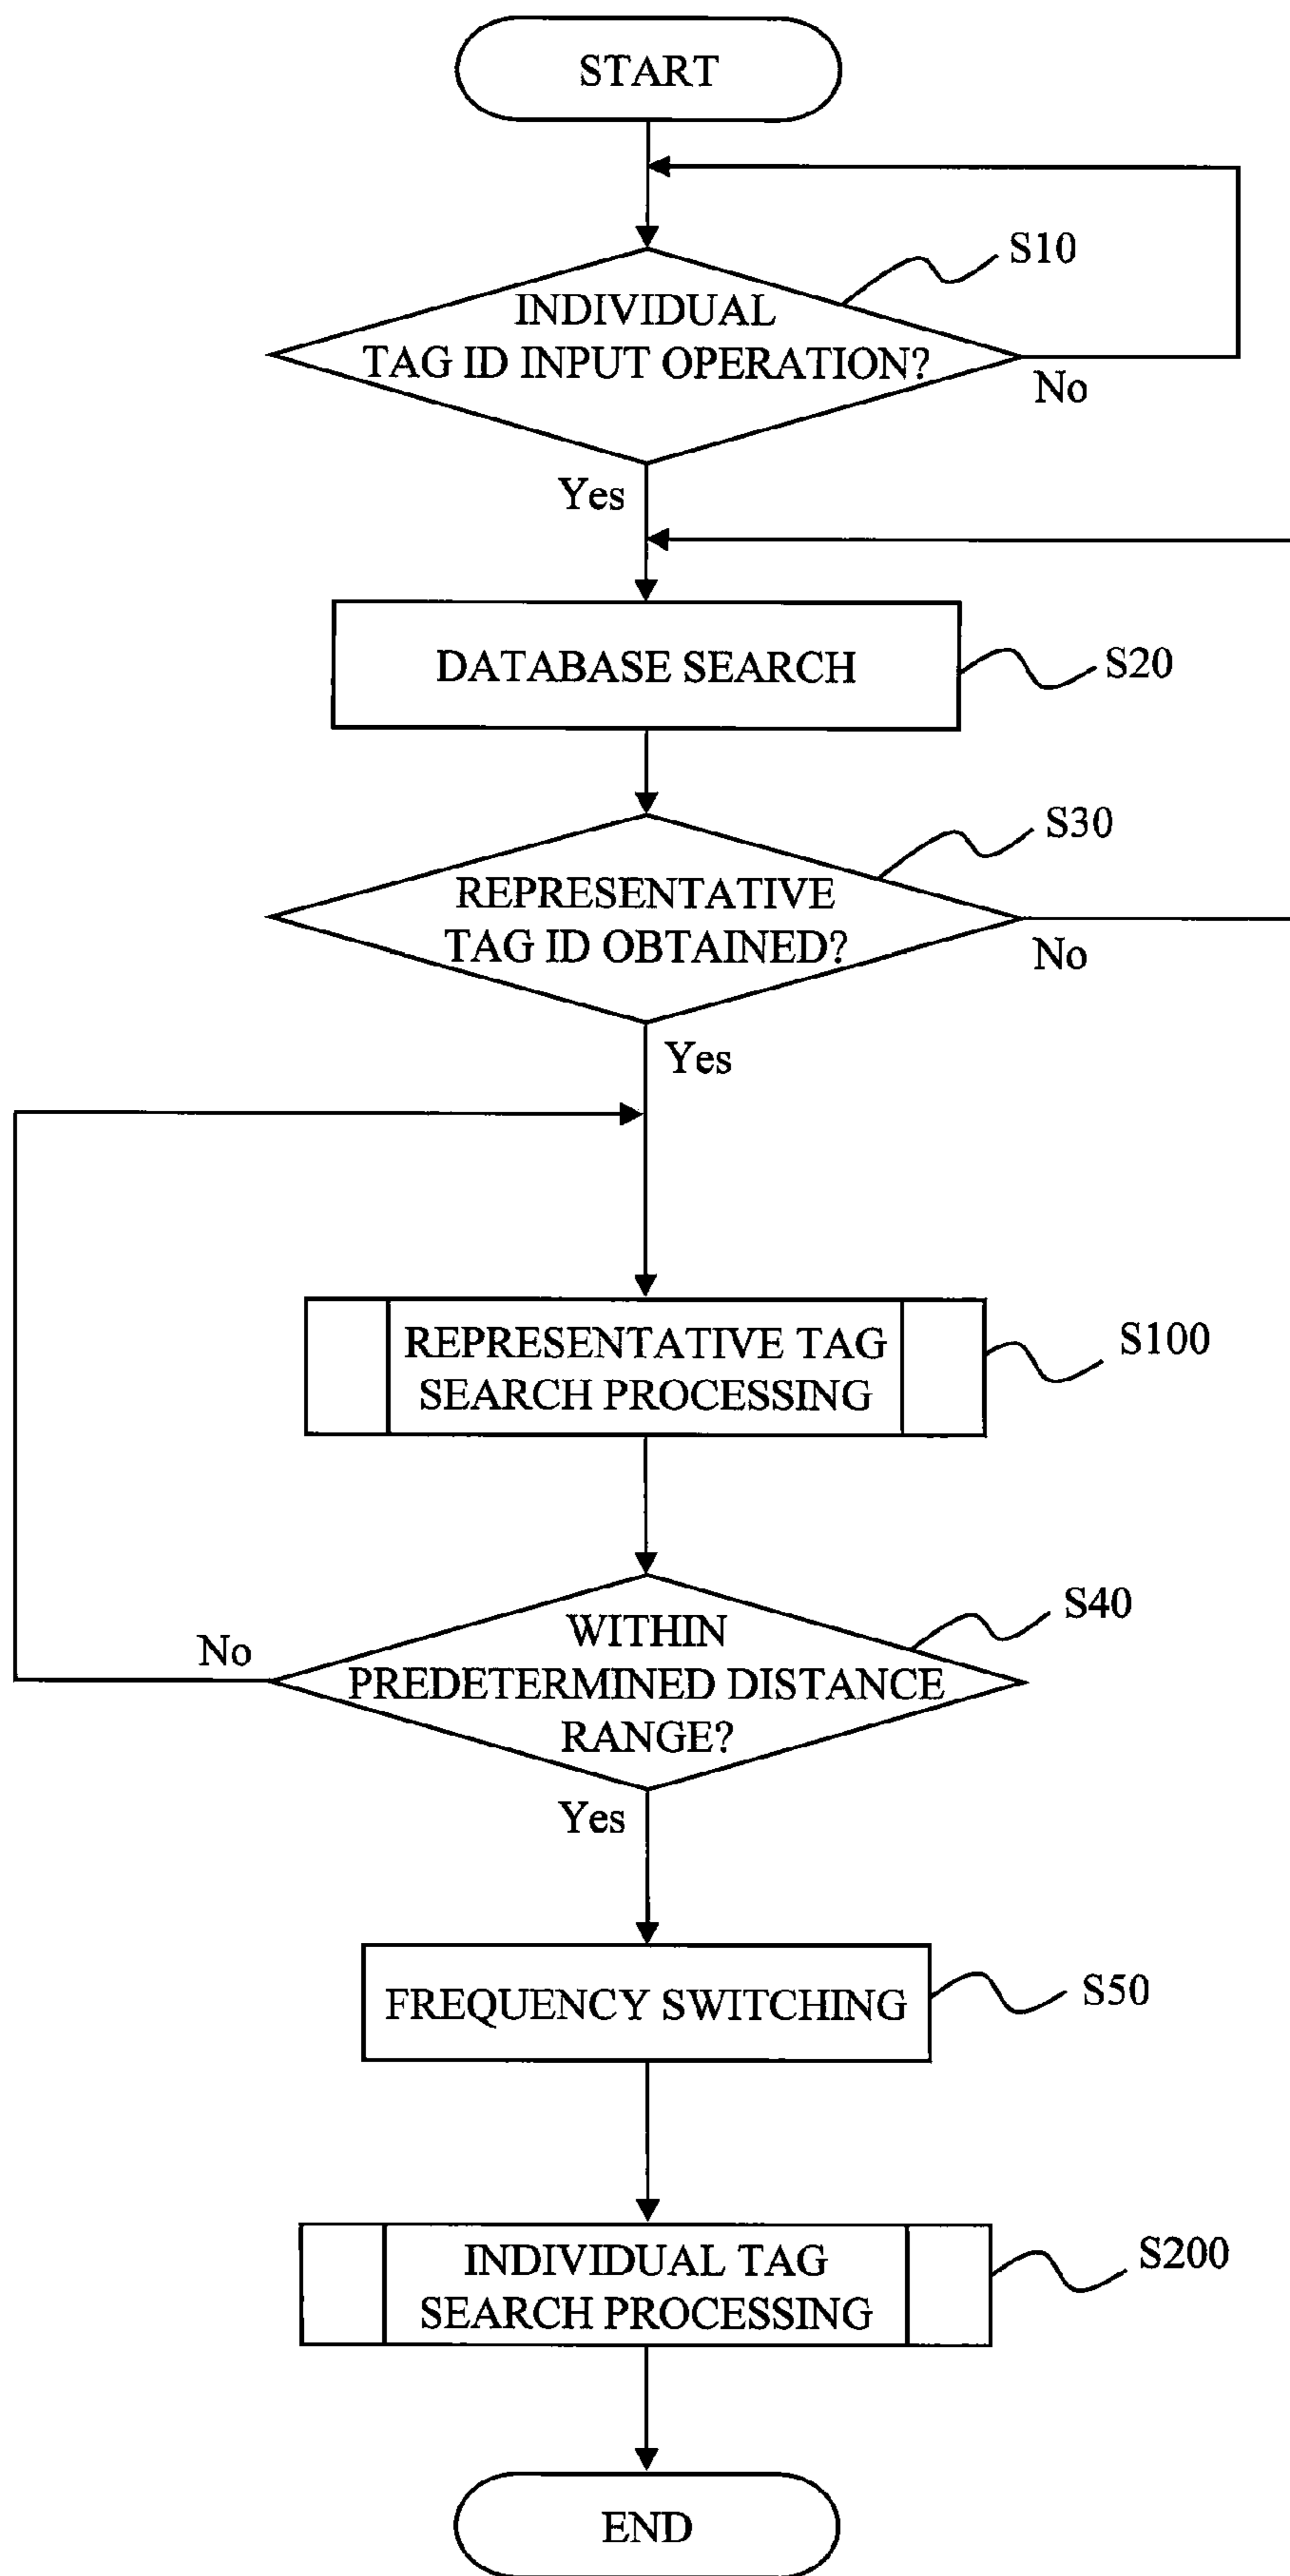 START
S10
INDIVIDUAL
TAG ID INPUT OPERATION?
No
Yes
DATABASE SEARCH
S20
S30
REPRESENTATIVE
TAG ID OBTAINED?
No
Yes
REPRESENTATIVE TAG
SEARCH PROCESSING
S100
S40
WITHIN
PREDETERMINED DISTANCE
RANGE?
No
Yes
FREQUENCY SWITCHING
S50
INDIVIDUAL TAG
SEARCH PROCESSING
S200
END